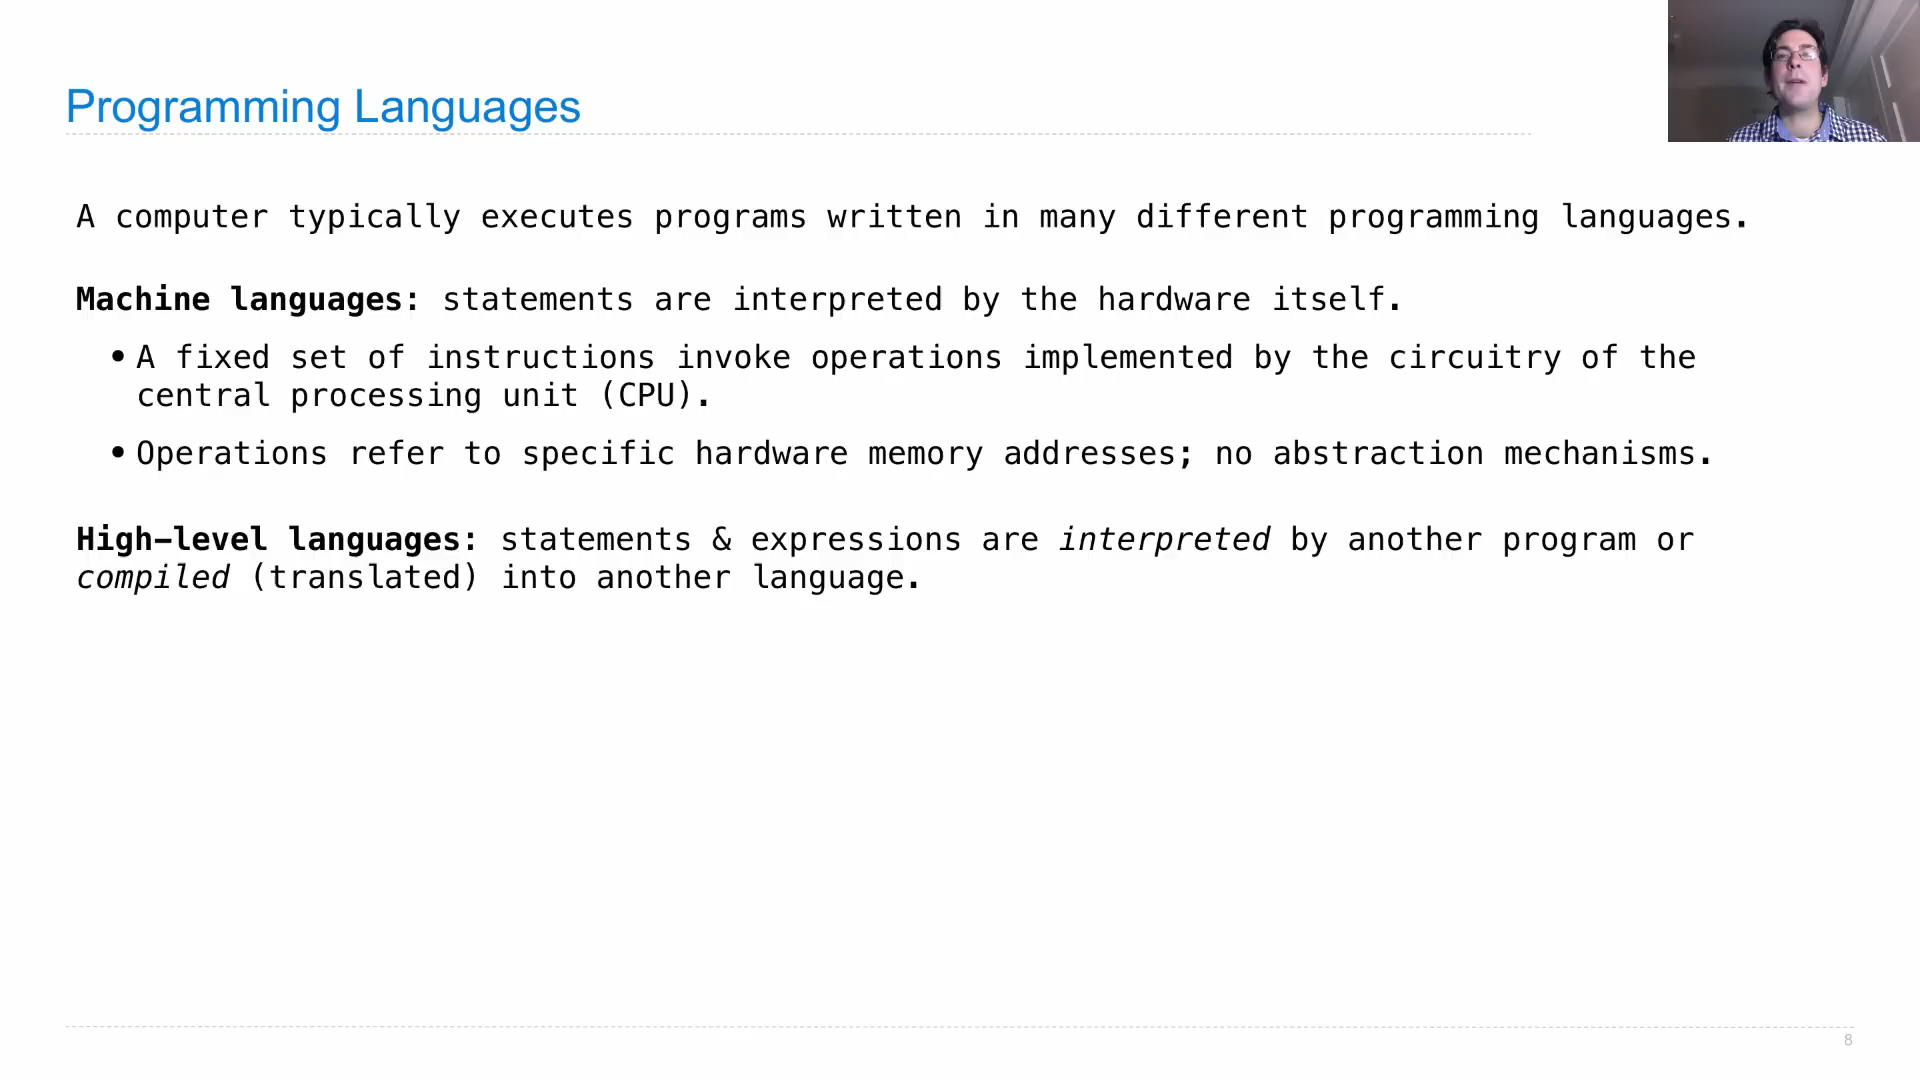 Programming Languages
A computer typically executes programs written in many different programming languages.
Machine languages: statements are interpreted by the hardware itself.
• A fixed set of instructions invoke operations implemented by the circuitry of the
central processing unit (CPU).
• Operations refer to specific hardware memory addresses; no abstraction mechanisms.
High-level languages: statements & expressions are interpreted by another program or
compiled (translated) into another language.
8